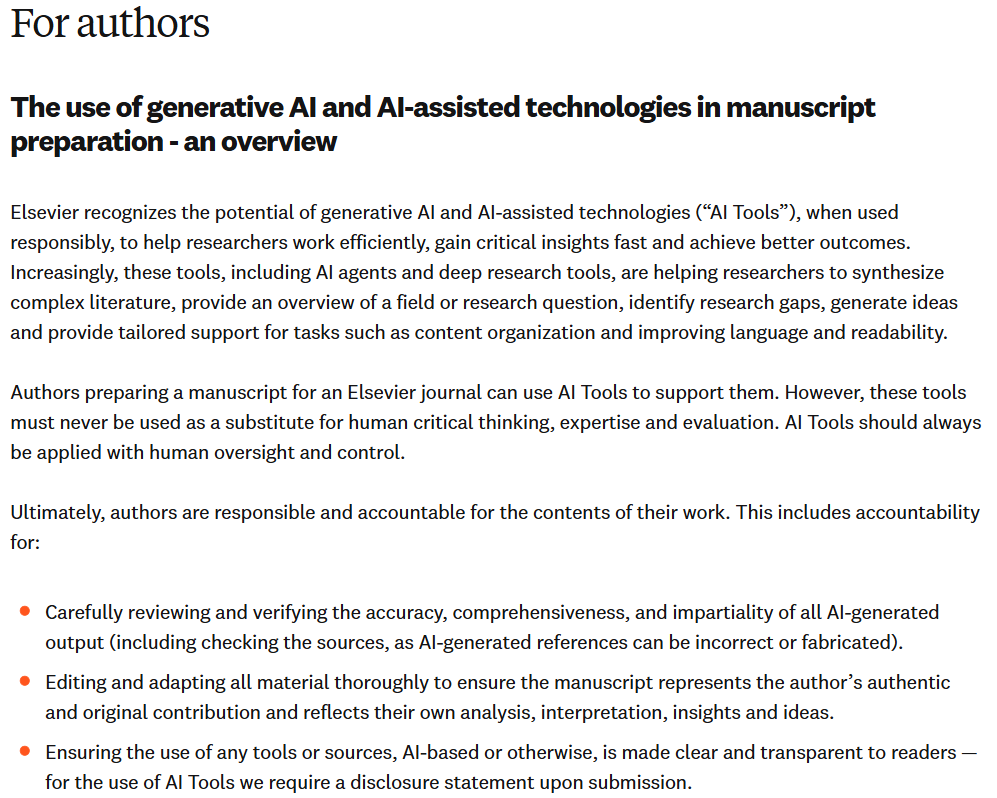 For authors
The use of generative AI and AI-assisted technologies in manuscript
preparation - an overview
Elsevier recognizes the potential of generative AI and AI-assisted technologies (“AI Tools”), when used
responsibly, to help researchers work efficiently, gain critical insights fast and achieve better outcomes.
Increasingly, these tools, including AI agents and deep research tools, are helping researchers to synthesize
complex literature, provide an overview of a field or research question, identify research gaps, generate ideas
and provide tailored support for tasks such as content organization and improving language and readability.
Authors preparing a manuscript for an Elsevier journal can use AI Tools to support them. However, these tools
must never be used as a substitute for human critical thinking, expertise and evaluation. AI Tools should always
be applied with human oversight and control.
Ultimately, authors are responsible and accountable for the contents of their work. This includes accountability
for:
Carefully reviewing and verifying the accuracy, comprehensiveness, and impartiality of all AI-generated
output (including checking the sources, as AI-generated references can be incorrect or fabricated).
Editing and adapting all material thoroughly to ensure the manuscript represents the author’s authentic
and original contribution and reflects their own analysis, interpretation, insights and ideas.
Ensuring the use of any tools or sources, AI-based or otherwise, is made clear and transparent to readers —
for the use of AI Tools we require a disclosure statement upon submission.